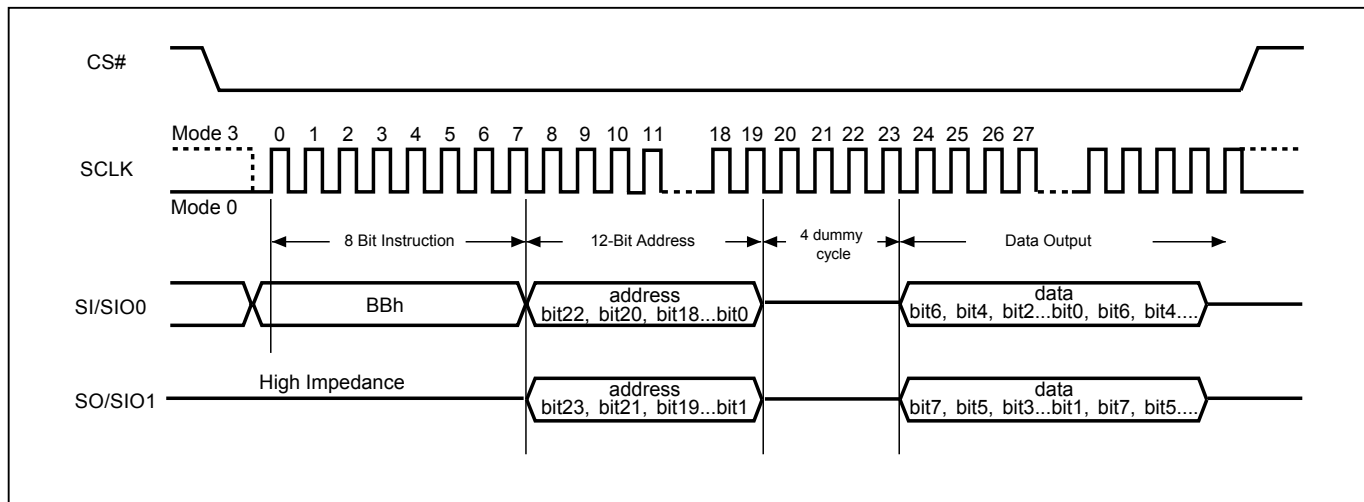 CS#
Mode 3
0 1 2 3 4 5 6 7 8 9 10 11 18 19 20 21 22 23 24 25 26 27
SCLK
Mode 0
8 Bit Instruction
12-Bit Address
4 dummy
cycle
Data Output
SI/SIO0
BBh
address
bit22, bit20, bit18...bit0
data
bit6, bit4, bit2...bit0, bit6, bit4....
SO/SIO1
High Impedance
address
bit23, bit21, bit19...bit1
data
bit7, bit5, bit3...bit1, bit7, bit5....